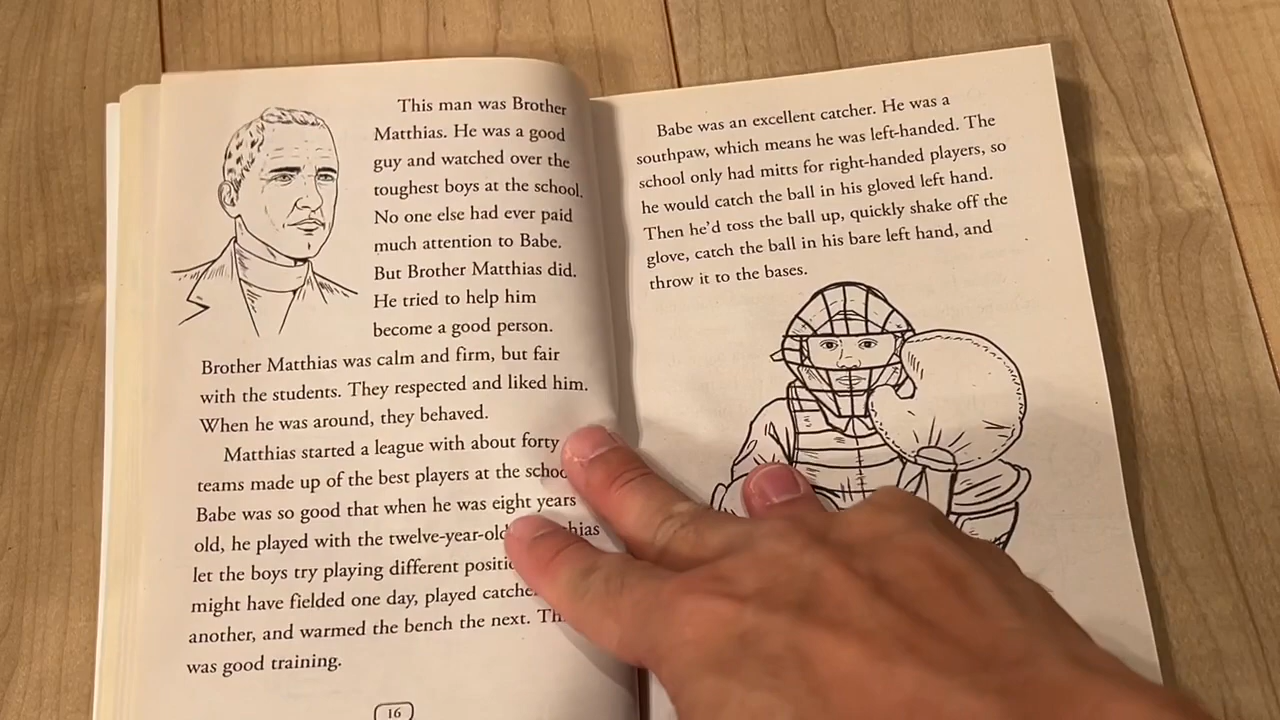 This man was Brother
Matthias. He was a good
guy and watched over the
toughest boys at the school.
No one else had ever paid
much attention to Babe.
But Brother Matthias did.
He tried to help him
become a good person.
Brother Matthias was calm and firm, but fair
with the students. They respected and liked him.
When he was around, they behaved.
Matthias started a league with about forty
teams made up of the best players at the
Babe was so good that when he was eight years
old, he played with the
let the boys try playing different
might have fielded one day, played
another, and warmed the bench the next.
was good training.
16
Babe was an excellent catcher. He was a
southpaw, which means he was left-handed. The
school only had mitts for right-handed players, so
he would catch the ball in his gloved left hand.
Then he'd toss the ball up, quickly shake off the
glove, catch the ball in his bare left hand, and
throw it to the bases.